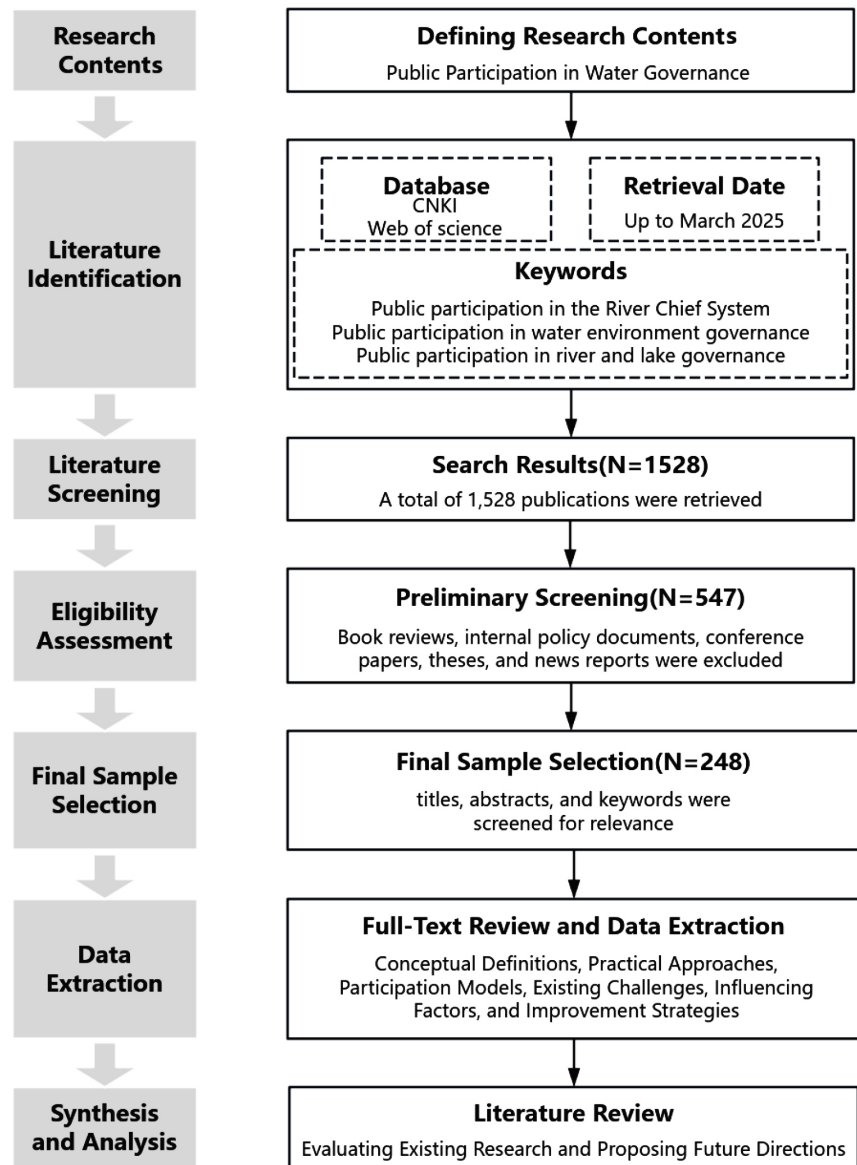 Research
Contents
Defining Research Contents
Public Participation in Water Governance
Literature
Identification
Database
CNKI
Web of science
Retrieval Date
Up to March 2025
Keywords
Public participation in the River Chief System
Public participation in water environment governance
Public participation in river and lake governance
Literature
Screening
Search Results(N=1528)
A total of 1,528 publications were retrieved
Eligibility
Assessment
Preliminary Screening(N=547)
Book reviews, internal policy documents, conference
papers, theses, and news reports were excluded
Final Sample
Selection
Final Sample Selection(N=248)
titles, abstracts, and keywords were
screened for relevance
Data
Extraction
Full-Text Review and Data Extraction
Conceptual Definitions, Practical Approaches,
Participation Models, Existing Challenges, Influencing
Factors, and Improvement Strategies
Synthesis
and Analysis
Literature Review
Evaluating Existing Research and Proposing Future Directions